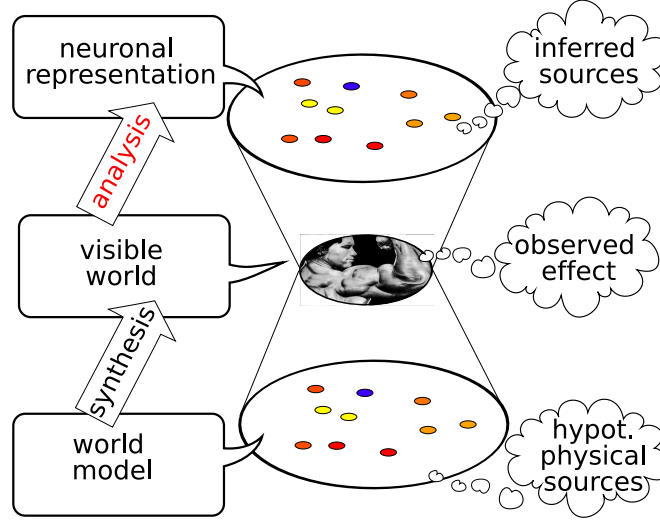 neuronal
representation
inferred
sources
analysis
visible
world
observed
effect
synthesis
world
model
hypot.
physical
sources